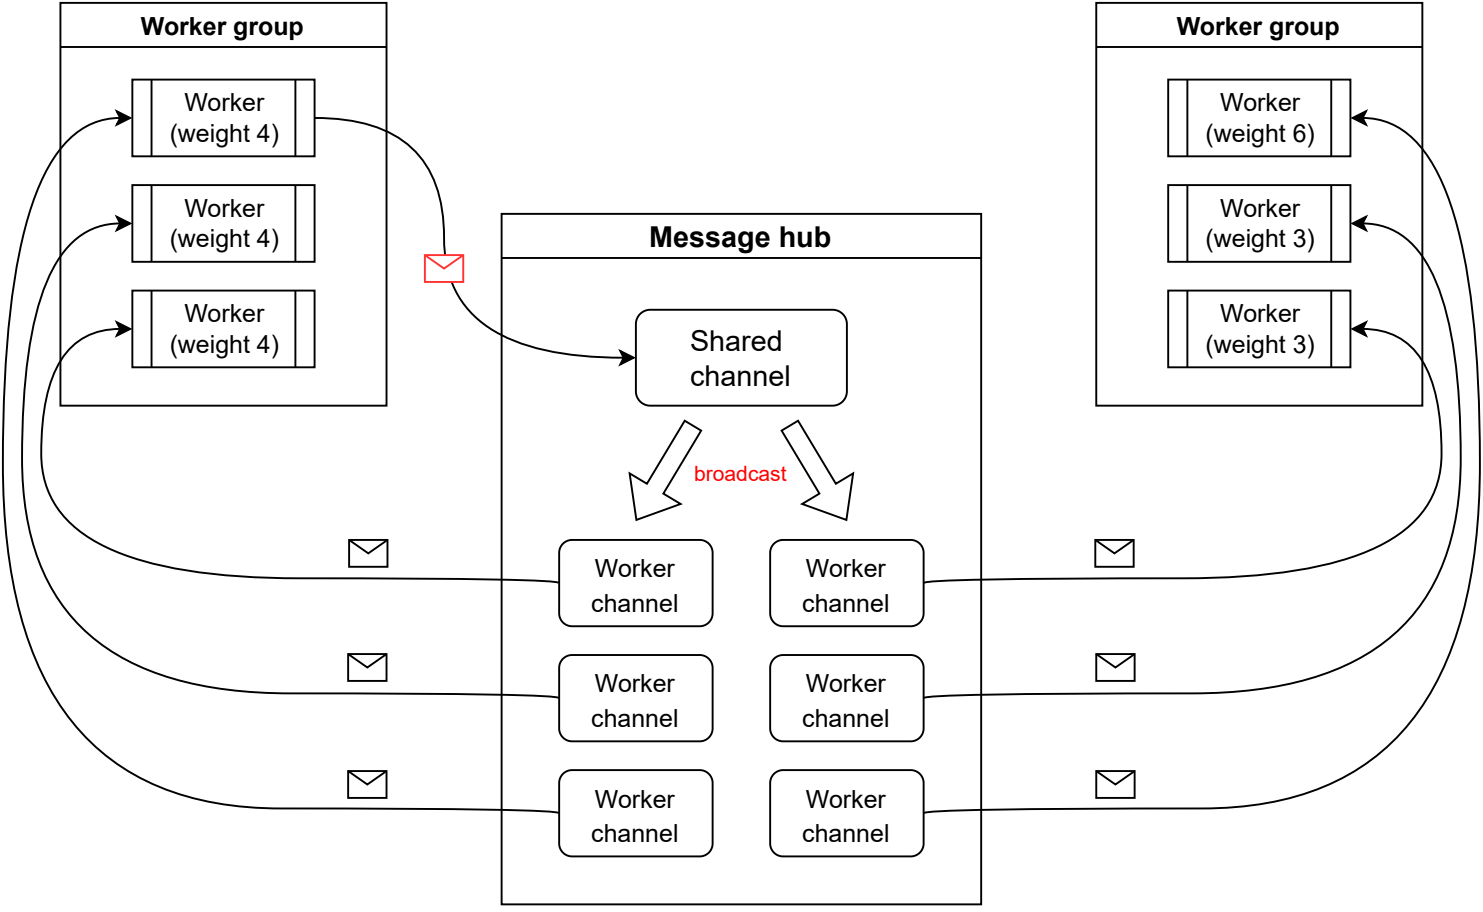 Worker group
Worker
(weight 4)
Worker
(weight 4)
Worker
(weight 4)
Worker group
Worker
(weight 6)
Worker
(weight 3)
Worker
(weight 3)
Message hub
Shared
channel
broadcast
Worker
channel
Worker
channel
Worker
channel
Worker
channel
Worker
channel
Worker
channel